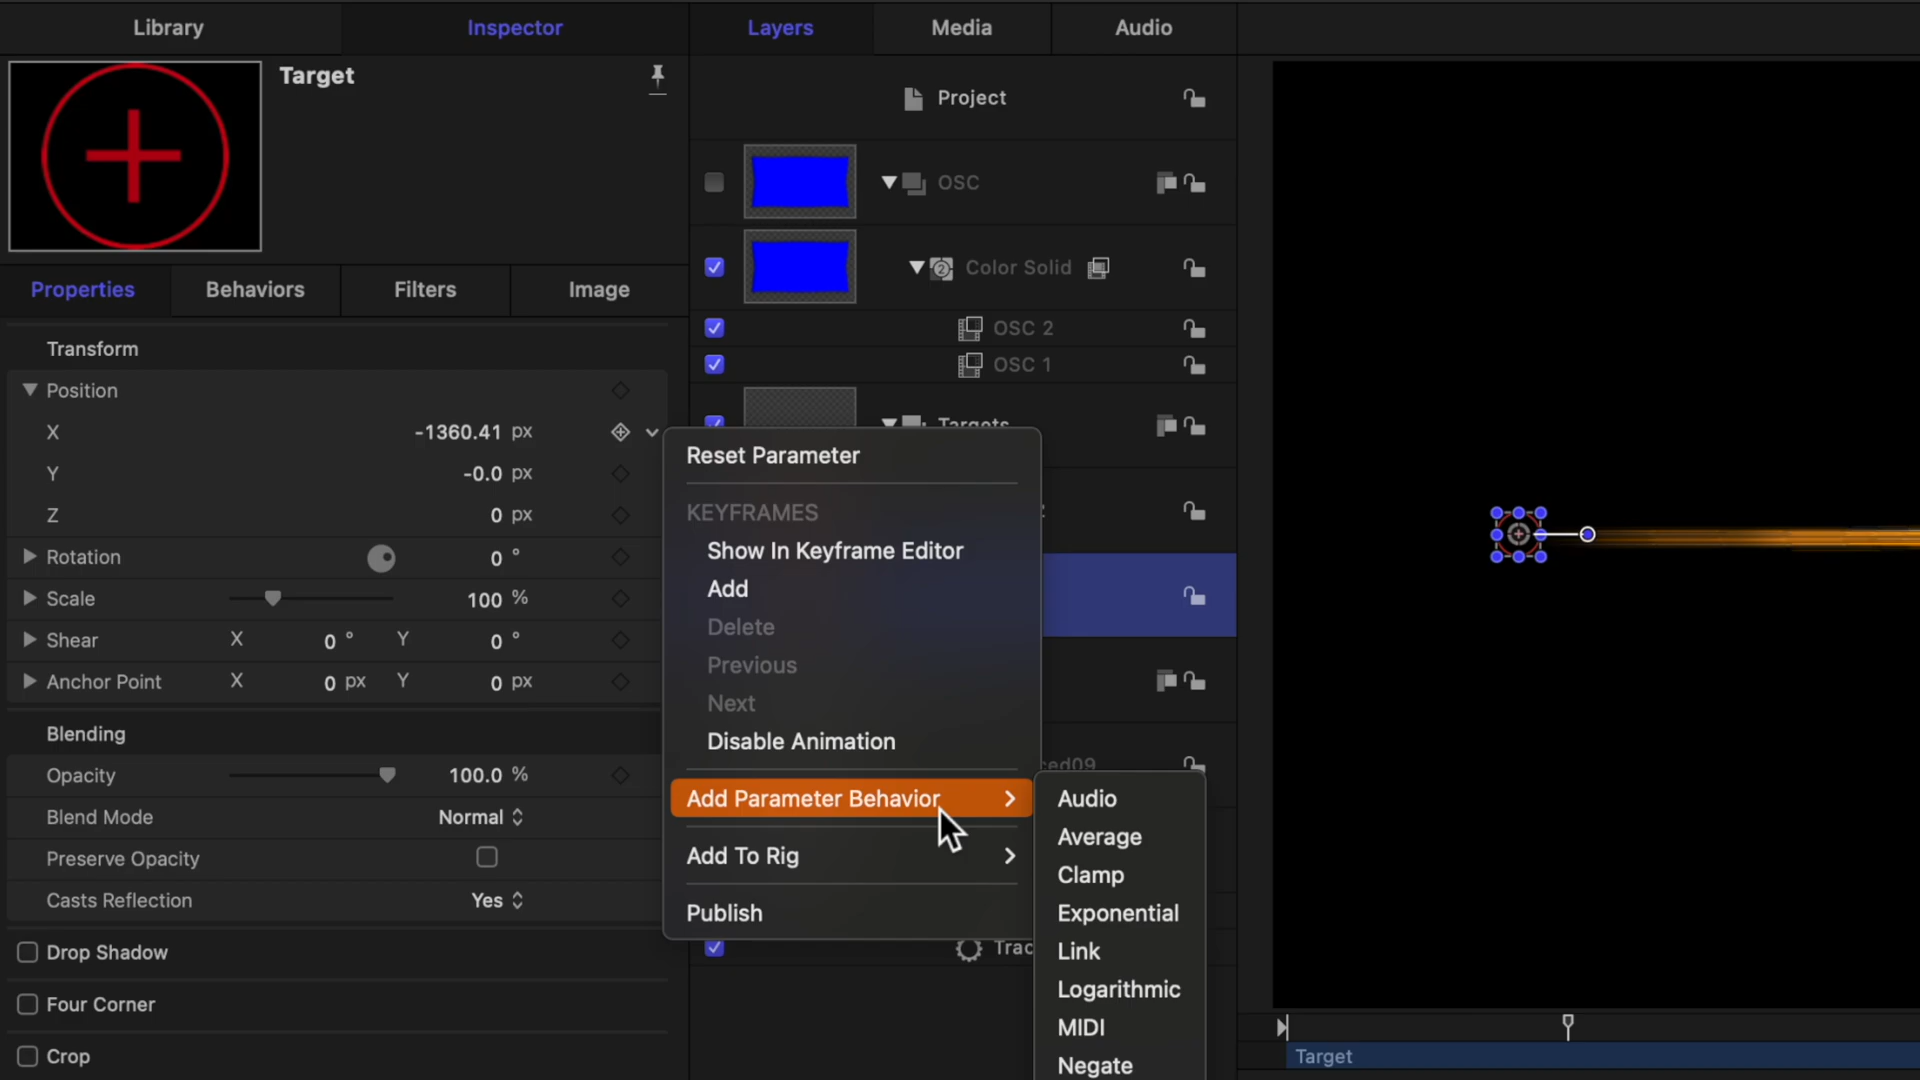 Library
Inspector
Layers
Media
Audio
Target
Project
OSC
Color Solid
OSC 2
OSC 1
Targets
Properties
Behaviors
Filters
Image
Transform
Position
X
-1360.41 px
Y
-0.0 px
Z
0 px
Rotation
0 °
Scale
100 %
Shear
X
0 °
Y
0 °
Anchor Point
X
0 px
Y
0 px
Blending
Opacity
100.0 %
Blend Mode
Normal
Preserve Opacity
Casts Reflection
Yes
Drop Shadow
Four Corner
Crop
Reset Parameter
KEYFRAMES
Show In Keyframe Editor
Add
Delete
Previous
Next
Disable Animation
Add Parameter Behavior
Add To Rig
Publish
Audio
Average
Clamp
Exponential
Link
Logarithmic
MIDI
Negate
Target